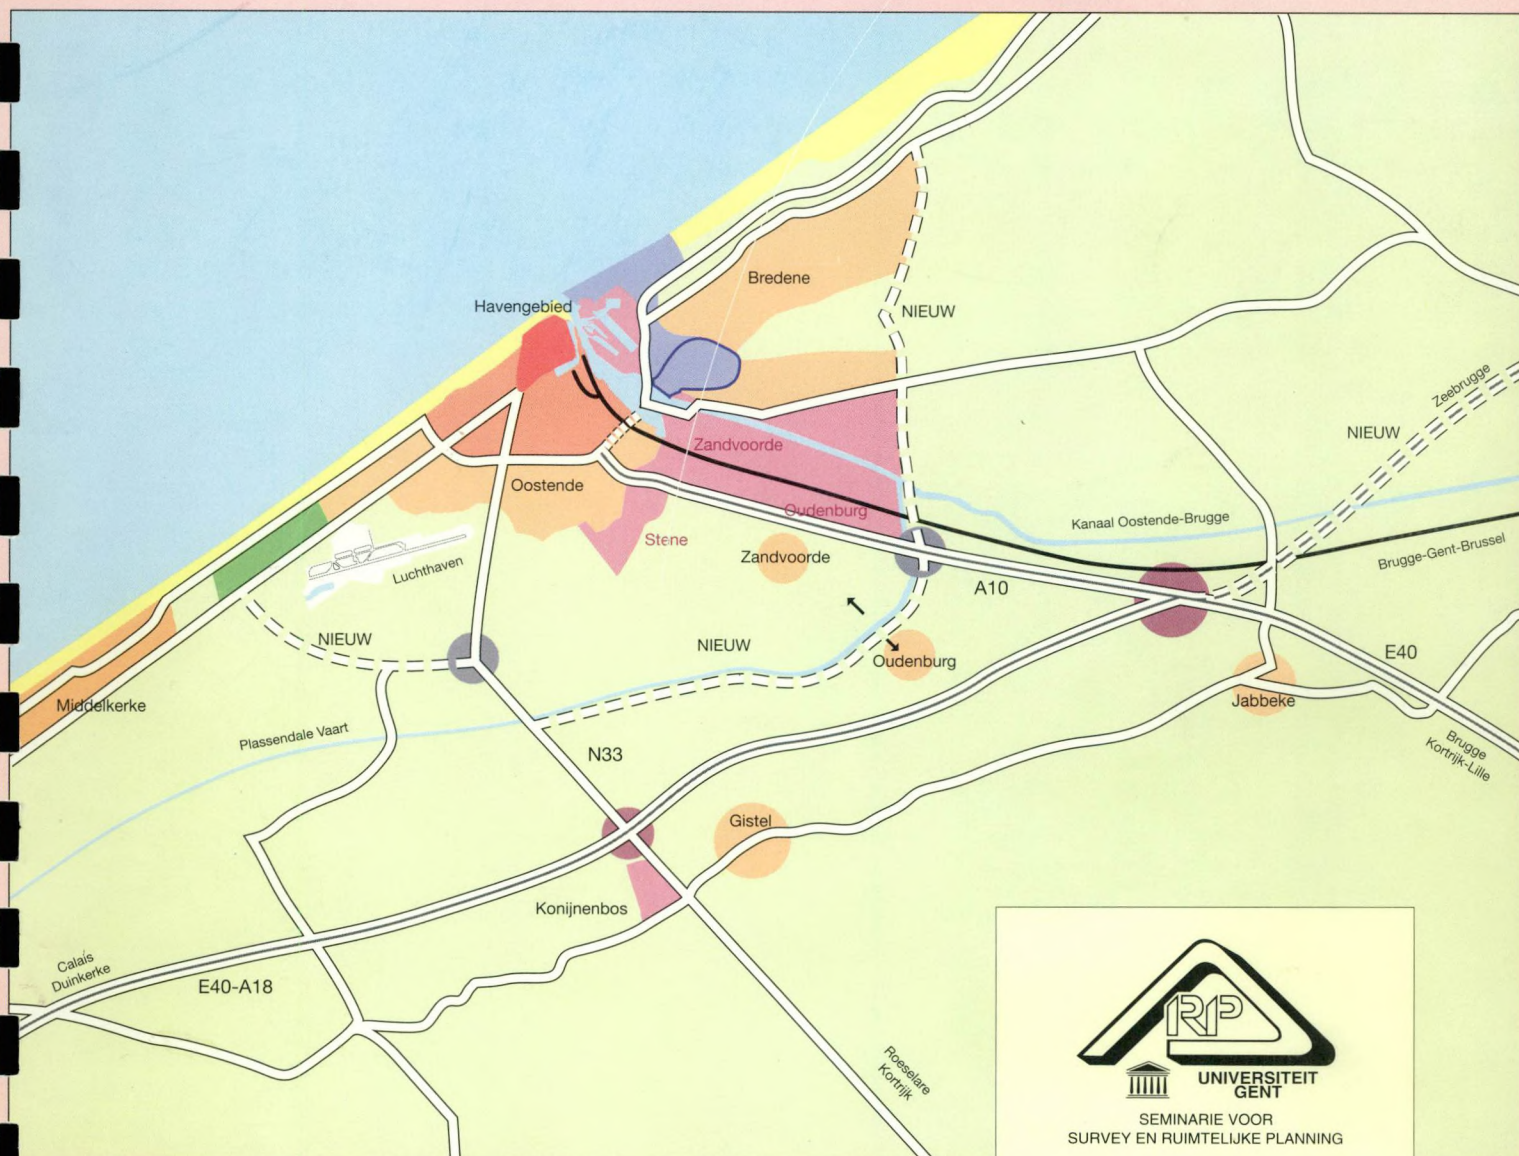 Havengebied
Bredene
NIEUW
Zeebrugge
NIEUW
Zandvoorde
Oostende
Oudenburg
Kanaal Oostende-Brugge
Stene
Zandvoorde
Brugge-Gent-Brussel
Luchthaven
A10
NIEUW
NIEUW
Oudenburg
E40
Middelkerke
Jabbeke
Plassendale Vaart
N33
Brugge
Kortrijk-Lille
Gistel
Konijnenbos
Calais
Duinkerke
E40-A18
RP
Roeselare
Kortrijk
UNIVERSITEIT
GENT
SEMINARIE VOOR
SURVEY EN RUIMTELIJKE PLANNING